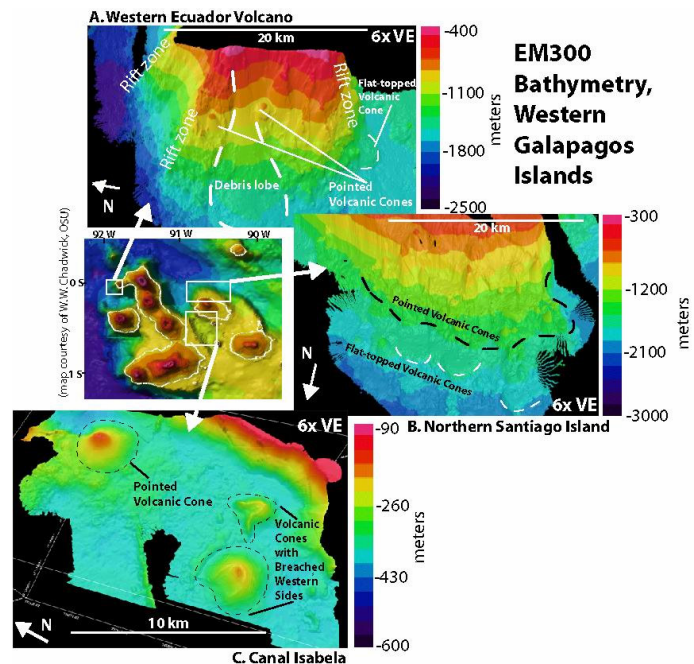 A. Western Ecuador Volcano
20 km
6x VE
Rift zone
Rift zone
Rift zone
Flat-topped
Volcanic
Cone
Debris lobe
Pointed
Volcanic Cones
N
-400
-1100
-1800
-2500
meters
EM300
Bathymetry,
Western
Galapagos
Islands
92 W
91 W
90 W
0 S
1 S
(map courtesy of W.W.Chadwick, OSU)
20 km
Pointed Volcanic Cones
Flat-topped Volcanic Cones
N
6x VE
-300
-1200
-2100
-3000
meters
B. Northern Santiago Island
6x VE
Pointed
Volcanic Cone
Volcanic
Cones
with
Breached
Western
Sides
N
10 km
-90
-260
-430
-600
meters
C. Canal Isabela